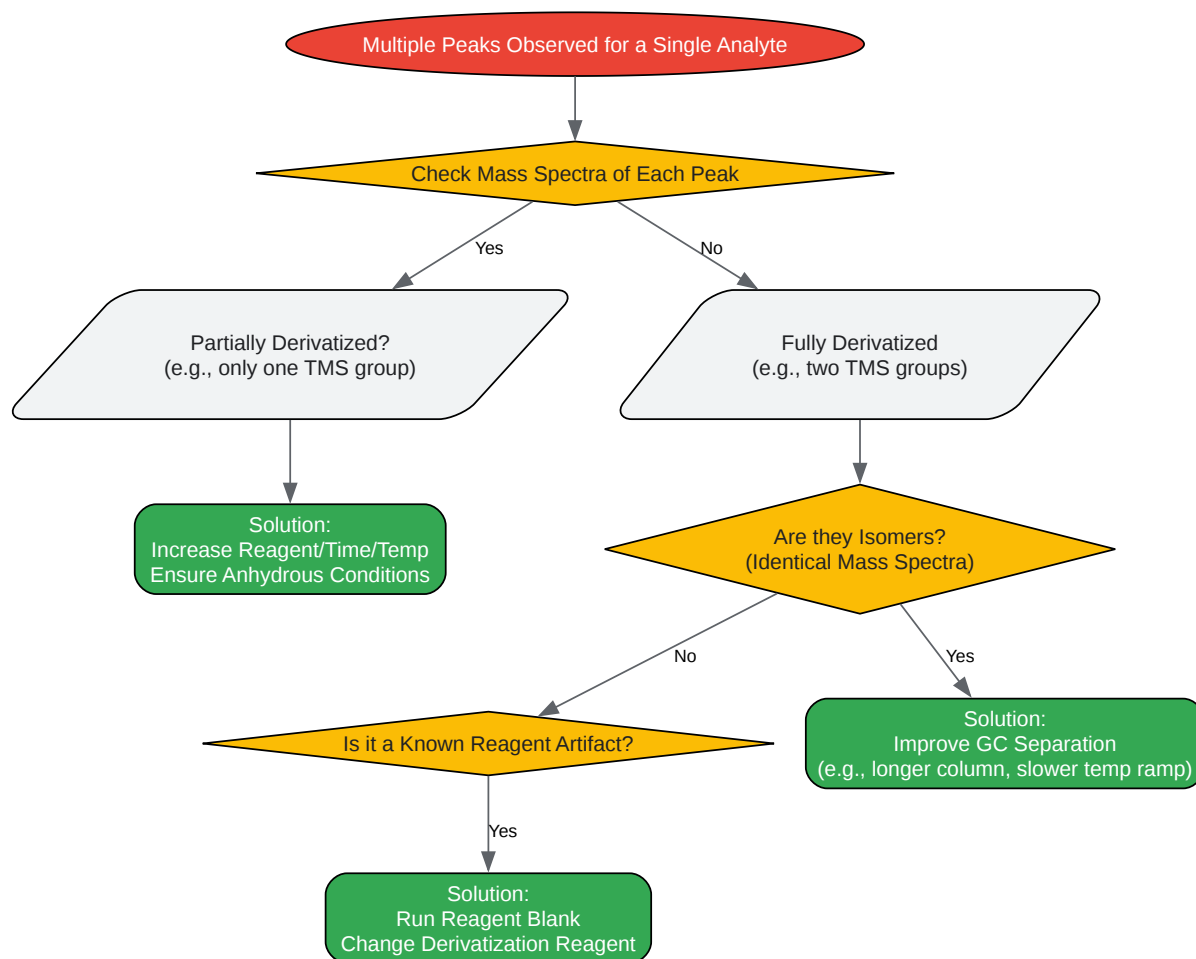 Multiple Peaks Observed for a Single Analyte
Check Mass Spectra of Each Peak
Yes
No
Partially Derivatized?
(e.g., only one TMS group)
Fully Derivatized
(e.g., two TMS groups)
Solution:
Increase Reagent/Time/Temp
Ensure Anhydrous Conditions
Are they Isomers?
(Identical Mass Spectra)
No
Yes
Is it a Known Reagent Artifact?
Solution:
Improve GC Separation
(e.g., longer column, slower temp ramp)
Yes
Solution:
Run Reagent Blank
Change Derivatization Reagent